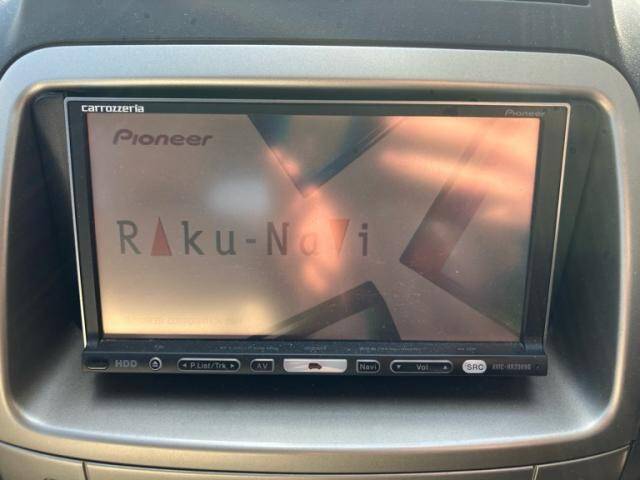 carrozzeria Pioneer
Pioneer
Raku-Navi
HDD P.List/Trk AV Navi Vol SRC